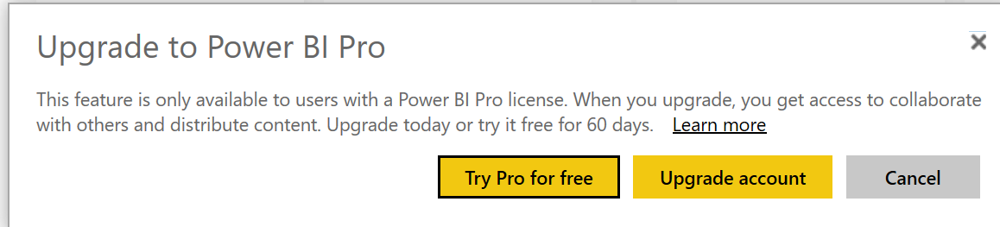 Upgrade to Power BI Pro
This feature is only available to users with a Power BI Pro license. When you upgrade, you get access to collaborate
with others and distribute content. Upgrade today or try it free for 60 days. Learn more
Try Pro for free Upgrade account Cancel